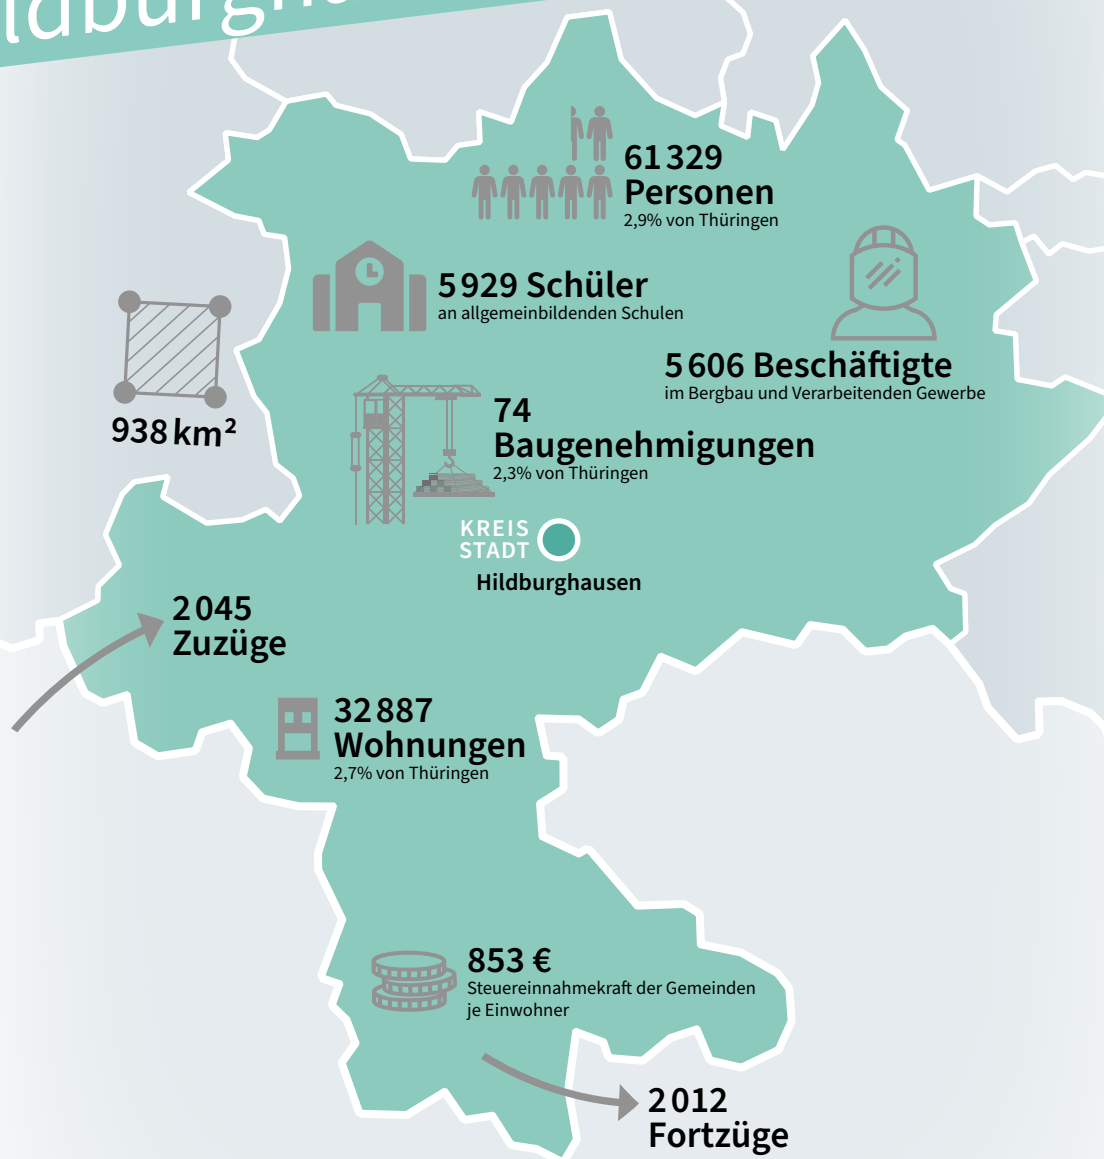 61 329
Personen
2,9% von Thüringen
5 929 Schüler
an allgemeinbildenden Schulen
5 606 Beschäftigte
im Bergbau und Verarbeitenden Gewerbe
938 km²
74
Baugenehmigungen
2,3% von Thüringen
KREIS
STADT
Hildburghausen
2 045
Zuzüge
32 887
Wohnungen
2,7% von Thüringen
853 €
Steuereinnahmekraft der Gemeinden
je Einwohner
2 012
Fortzüge